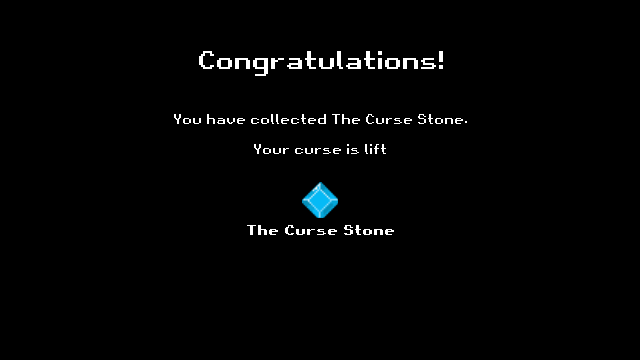 Congratulations!
You have collected The Curse Stone.
Your curse is lift
The Curse Stone